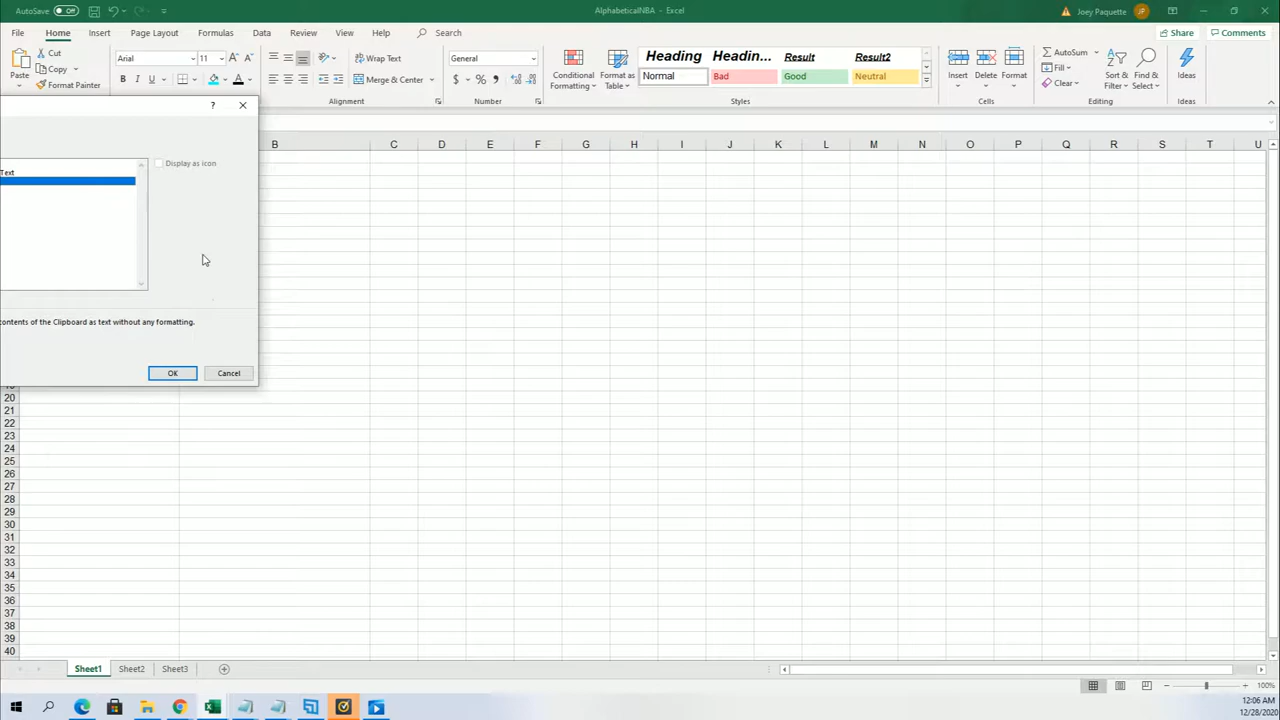 AutoSave Off
AlphabeticalNBA - Excel
Joey Paquette JP
File Home Insert Page Layout Formulas Data Review View Help Search
Share Comments
Paste
Cut
Copy
Format Painter
Arial 11
B I U
Wrap Text
Merge & Center
Alignment
General
$ % ,
Number
Conditional Formatting
Format as Table
Heading Headin... Result Result2
Normal Bad Good Neutral
Styles
Insert Delete Format
Cells
AutoSum
Fill
Clear
Sort & Filter
Find & Select
Editing
Ideas
Ideas
?
B C D E F G H I J K L M N O P Q R S T U
Display as icon
Text
contents of the Clipboard as text without any formatting.
OK Cancel
20
21
22
23
24
25
26
27
28
29
30
31
32
33
34
35
36
37
38
39
40
Sheet1 Sheet2 Sheet3
100%
12:06 AM
12/28/2020